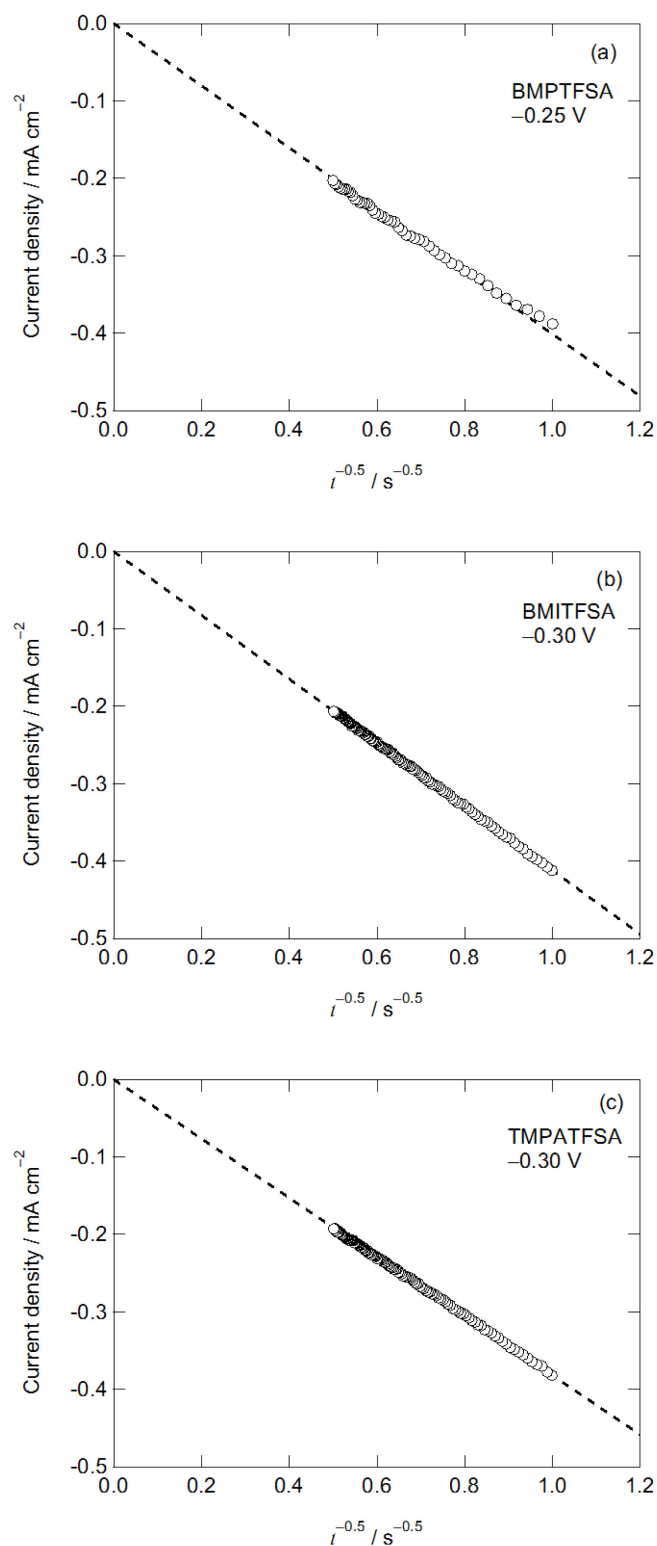 0.0
-0.1
-0.2
-0.3
-0.4
-0.5
Current density / mA cm⁻²
(a)
BMPTFSA
−0.25 V
0.0 0.2 0.4 0.6 0.8 1.0 1.2
t⁻⁰·⁵ / s⁻⁰·⁵
0.0
-0.1
-0.2
-0.3
-0.4
-0.5
Current density / mA cm⁻²
(b)
BMITFSA
−0.30 V
0.0 0.2 0.4 0.6 0.8 1.0 1.2
t⁻⁰·⁵ / s⁻⁰·⁵
0.0
-0.1
-0.2
-0.3
-0.4
-0.5
Current density / mA cm⁻²
(c)
TMPATFSA
−0.30 V
0.0 0.2 0.4 0.6 0.8 1.0 1.2
t⁻⁰·⁵ / s⁻⁰·⁵